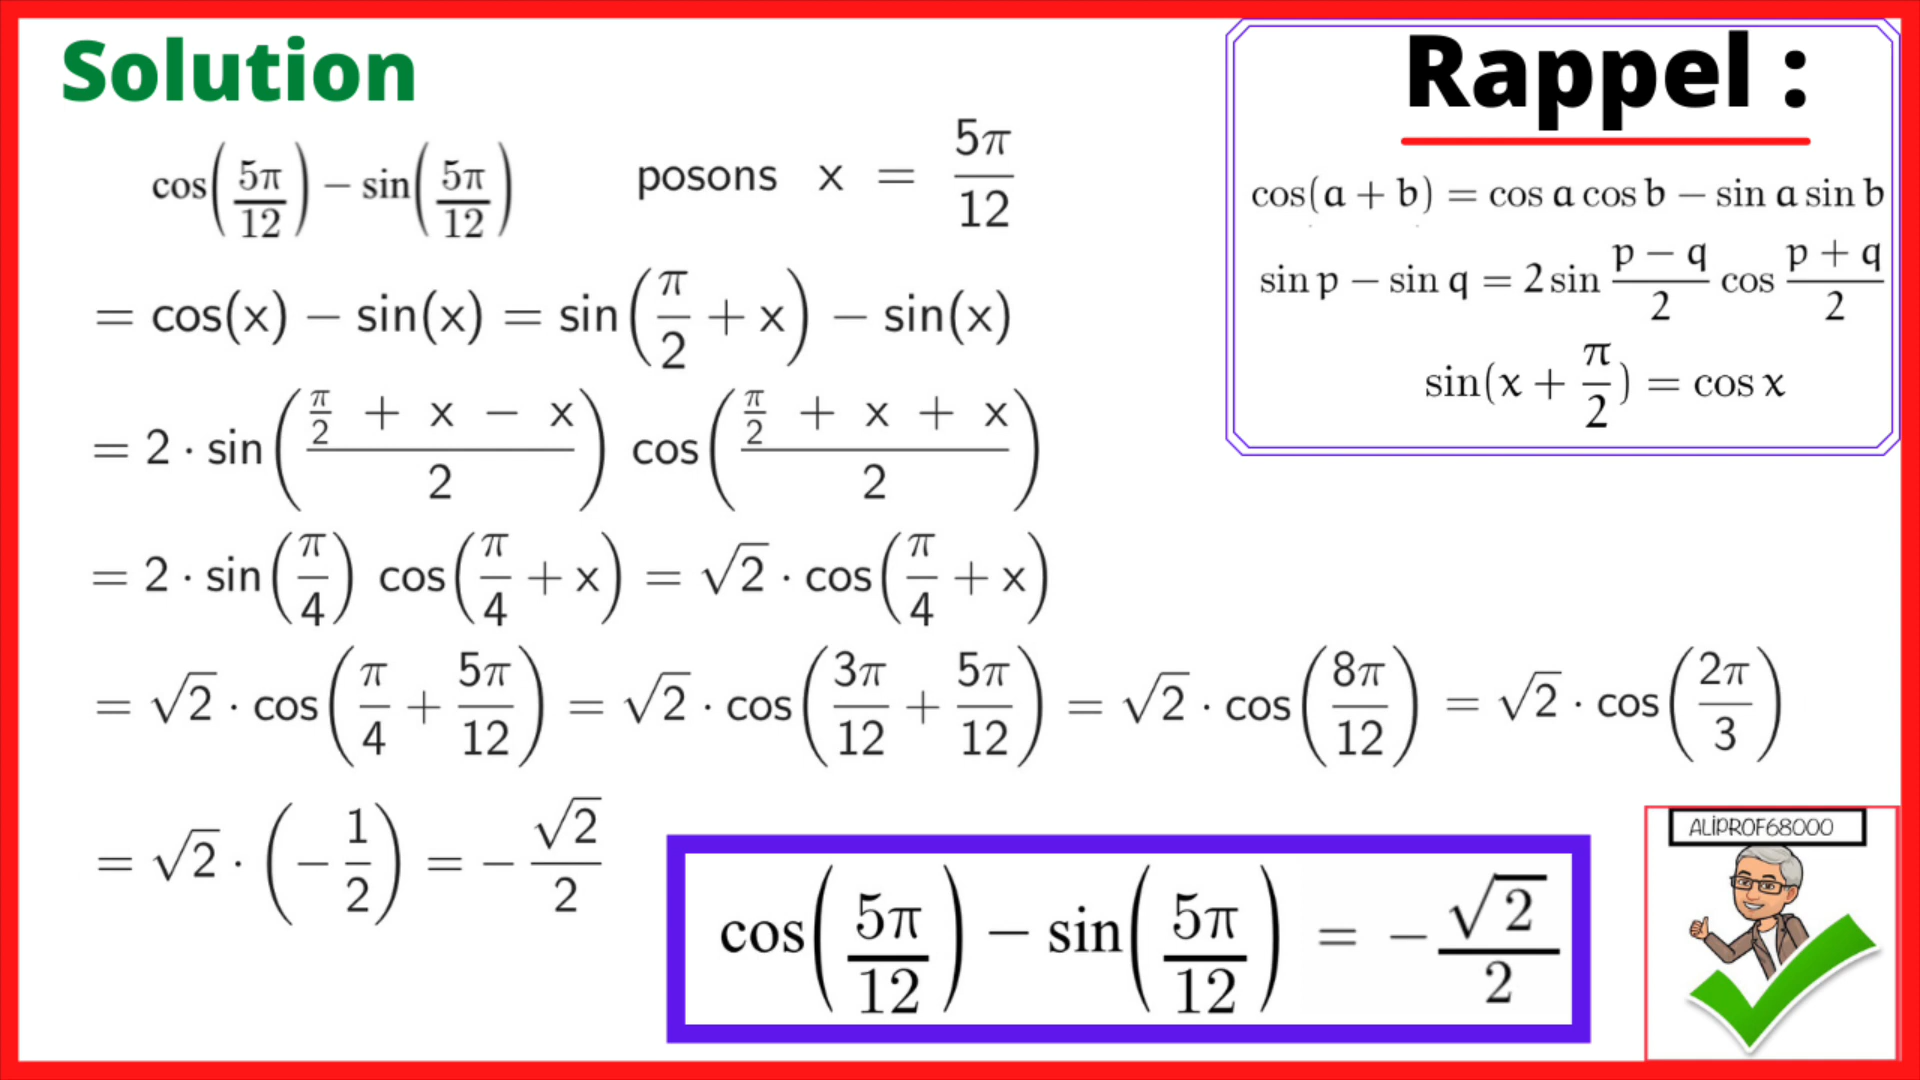 Solution
cos(5π/12) − sin(5π/12)   posons x = 5π/12
= cos(x) − sin(x) = sin(π/2 + x) − sin(x)
= 2 · sin((π/2 + x − x)/2) cos((π/2 + x + x)/2)
= 2 · sin(π/4) cos(π/4 + x) = √2 · cos(π/4 + x)
= √2 · cos(π/4 + 5π/12) = √2 · cos(3π/12 + 5π/12) = √2 · cos(8π/12) = √2 · cos(2π/3)
= √2 · (−1/2) = −√2/2
cos(5π/12) − sin(5π/12) = −√2/2
Rappel :
cos(a + b) = cos a cos b − sin a sin b
sin p − sin q = 2 sin (p − q)/2 cos (p + q)/2
sin(x + π/2) = cos x
ALIPROF68000